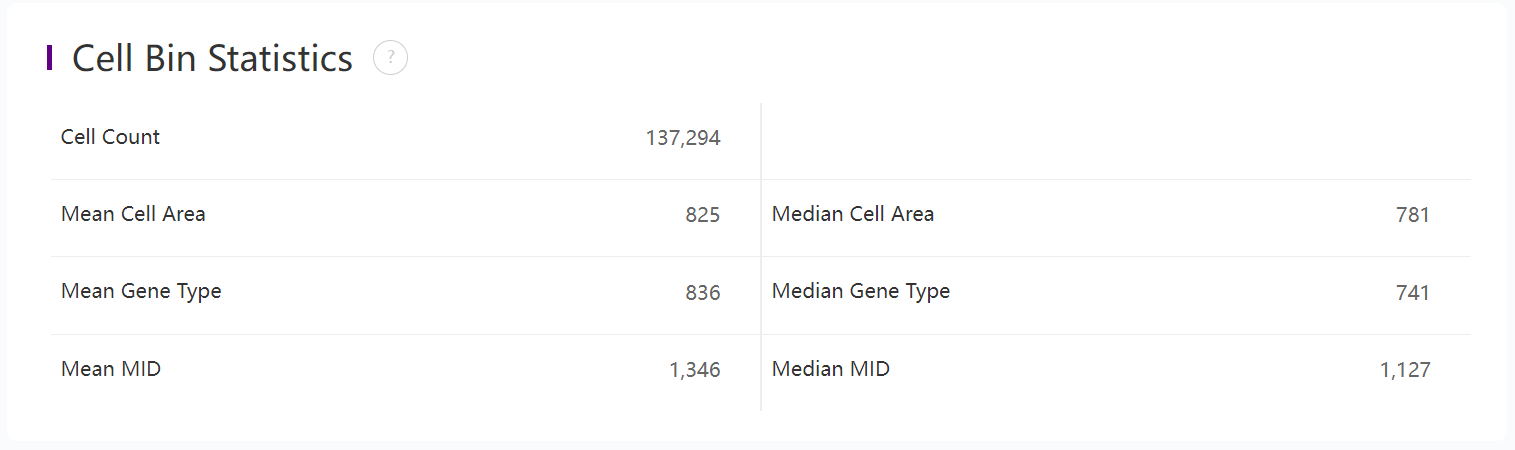 Cell Bin Statistics ?
Cell Count 137,294
Mean Cell Area 825 Median Cell Area 781
Mean Gene Type 836 Median Gene Type 741
Mean MID 1,346 Median MID 1,127